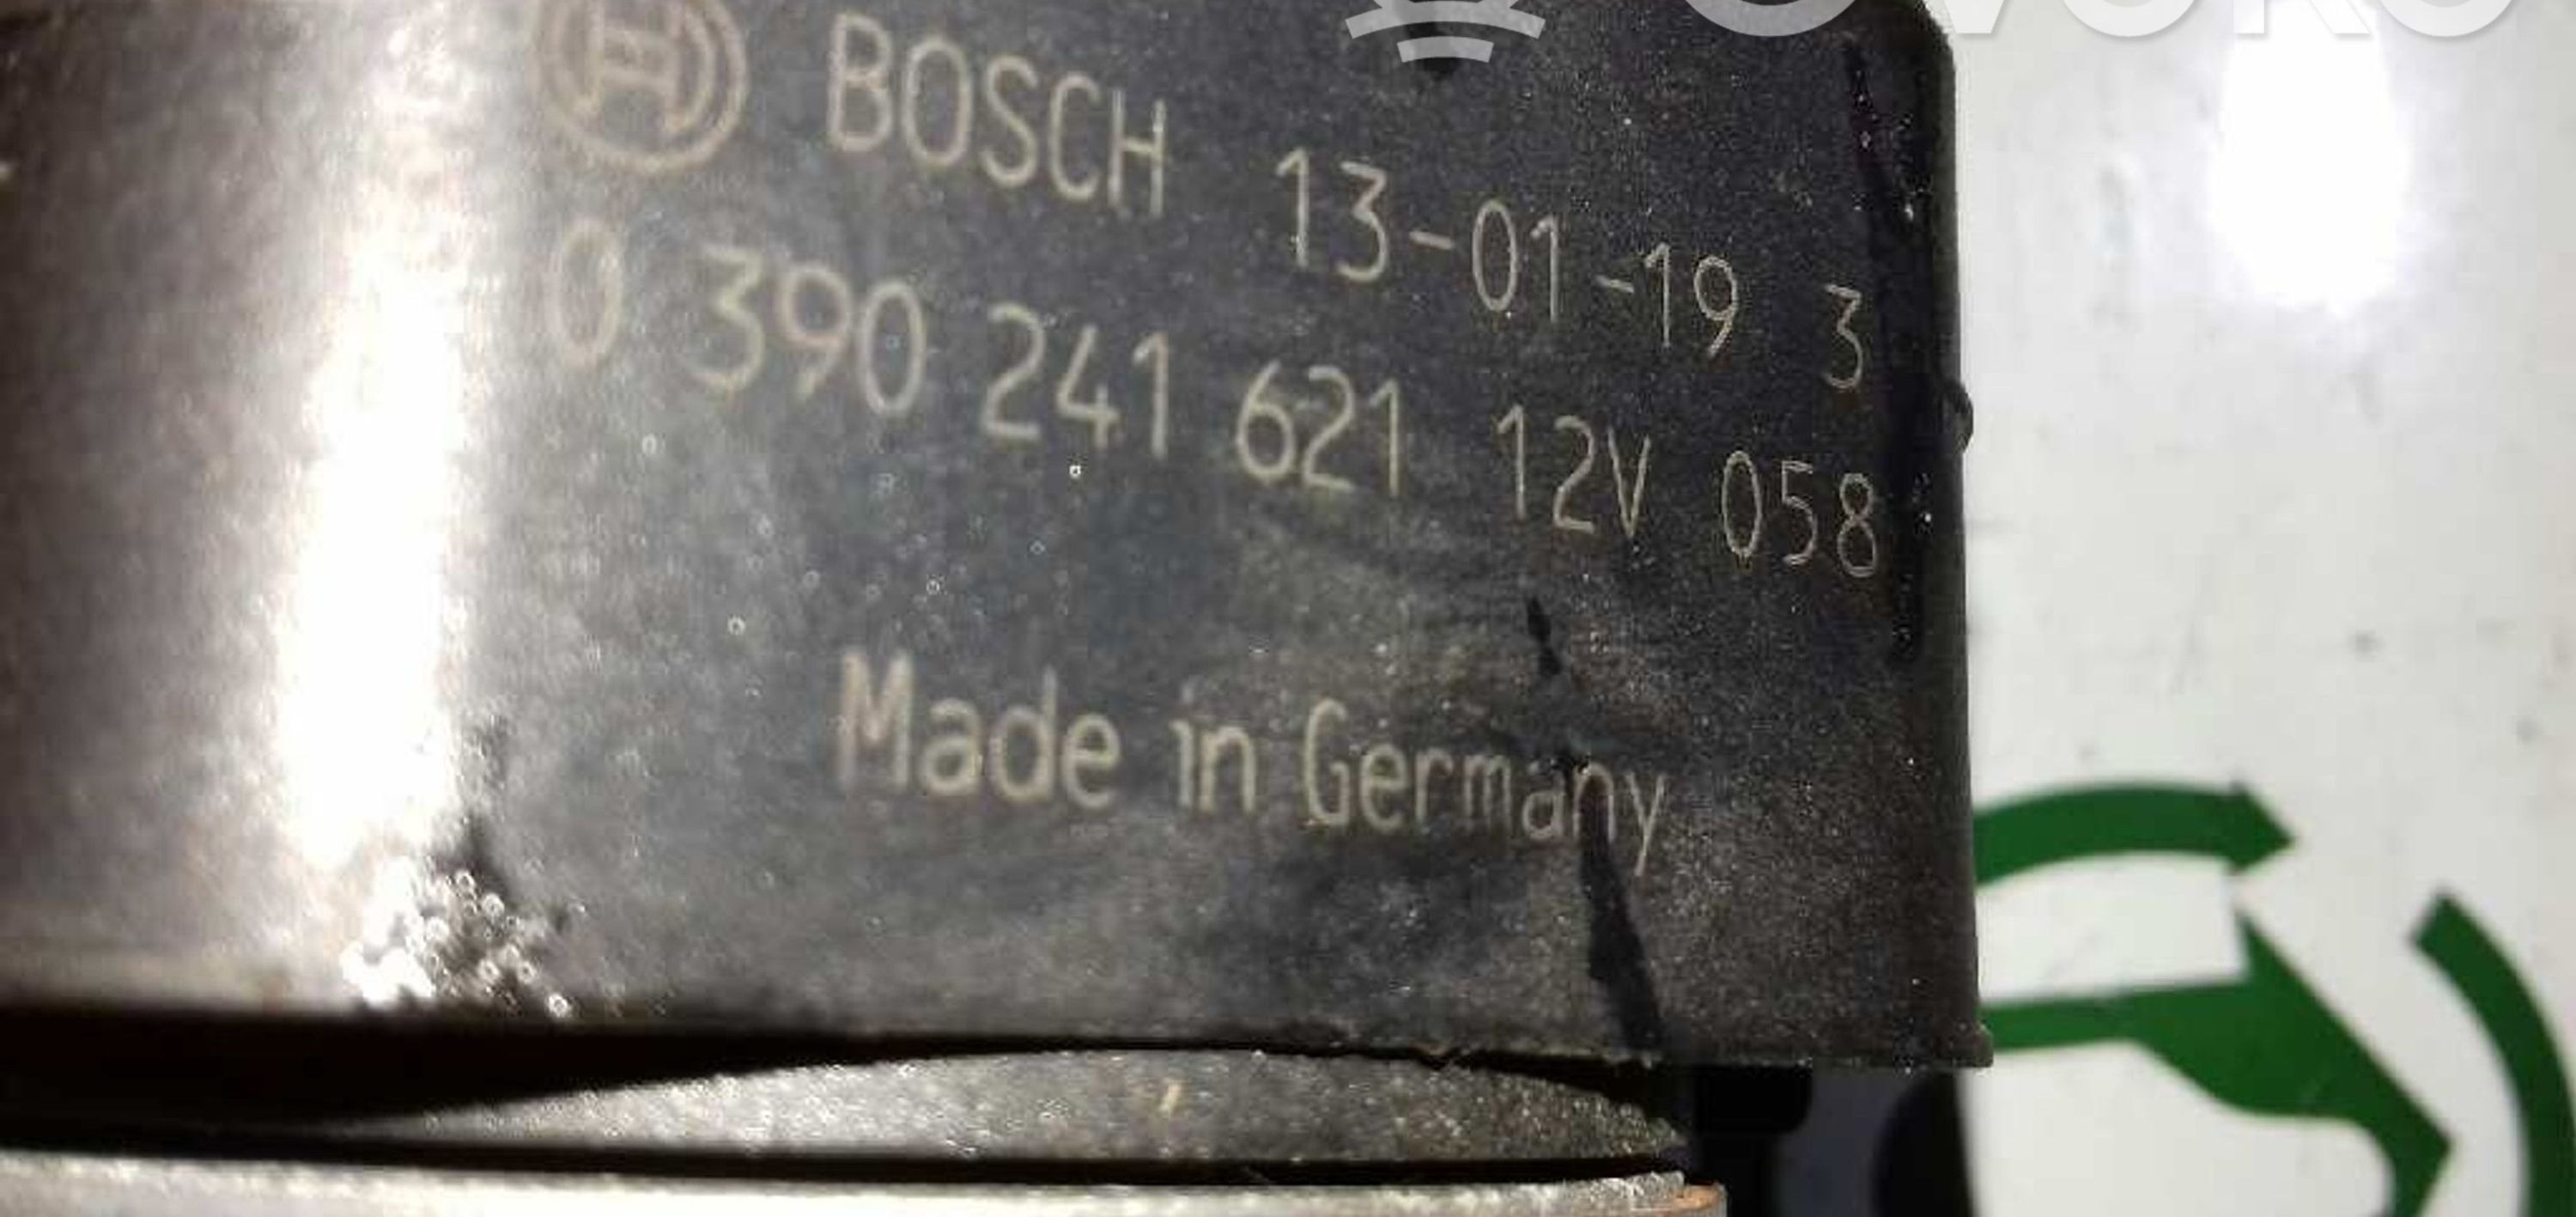 BOSCH 13-01-19 3
0 390 241 621 12V 058
Made in Germany